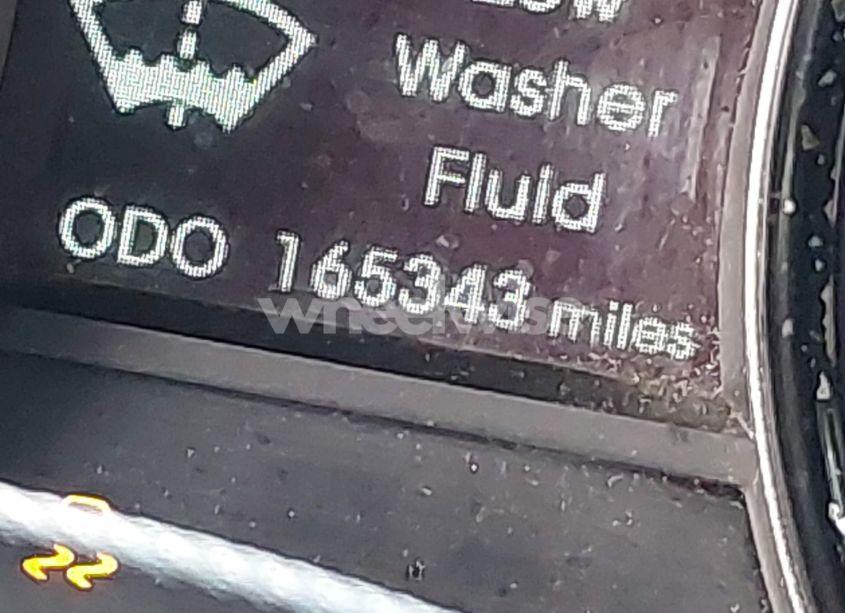 Washer
Fluid
ODO 165343 miles